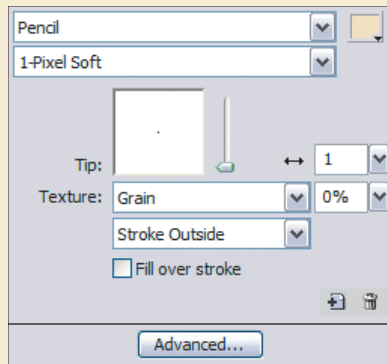 Pencil
1-Pixel Soft
Tip:
1
Texture: Grain 0%
Stroke Outside
Fill over stroke
Advanced...